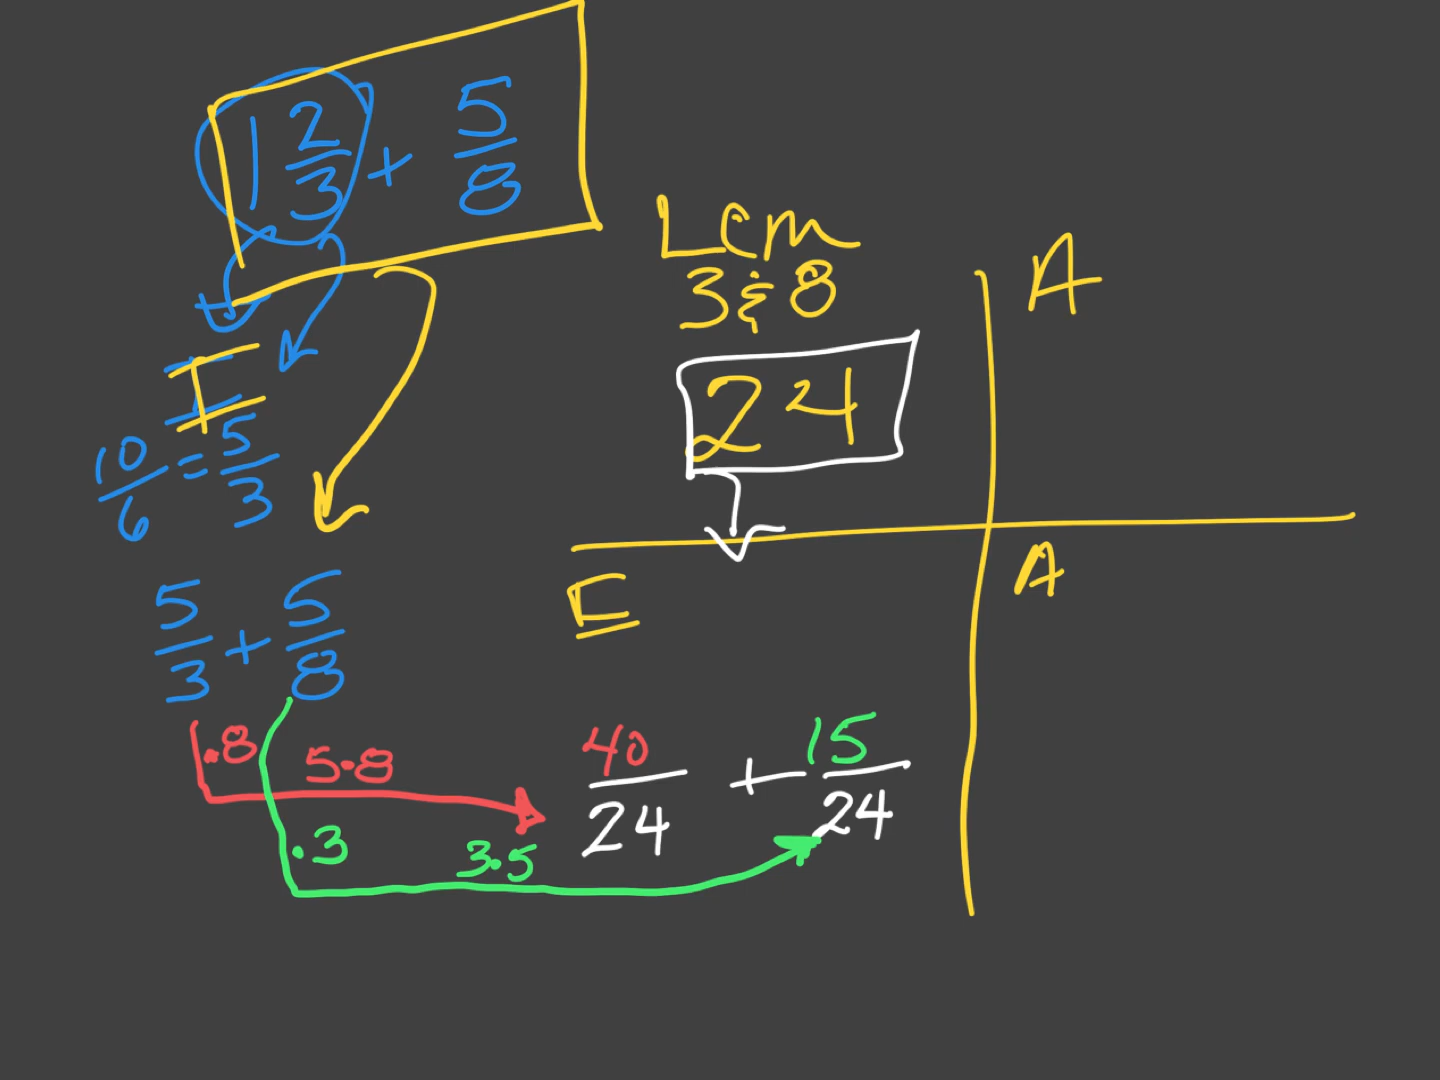 1 2/3 + 5/8
Lcm
3 & 8
24
I
10/6 = 5/3
A
E
A
5/3 + 5/8
·8
5·8
40/24 + 15/24
·3
3·5